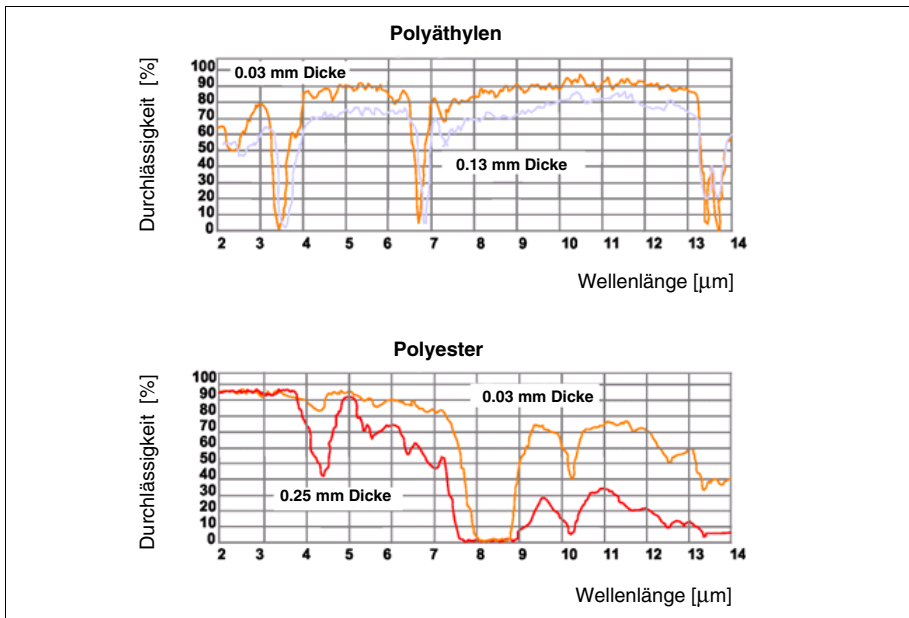 Polyäthylen
Durchlässigkeit [%]
100
90
80
70
60
50
40
30
20
10
0
0.03 mm Dicke
0.13 mm Dicke
2 3 4 5 6 7 8 9 10 11 12 13 14
Wellenlänge [µm]
Polyester
Durchlässigkeit [%]
100
90
80
70
60
50
40
30
20
10
0
0.03 mm Dicke
0.25 mm Dicke
2 3 4 5 6 7 8 9 10 11 12 13 14
Wellenlänge [µm]